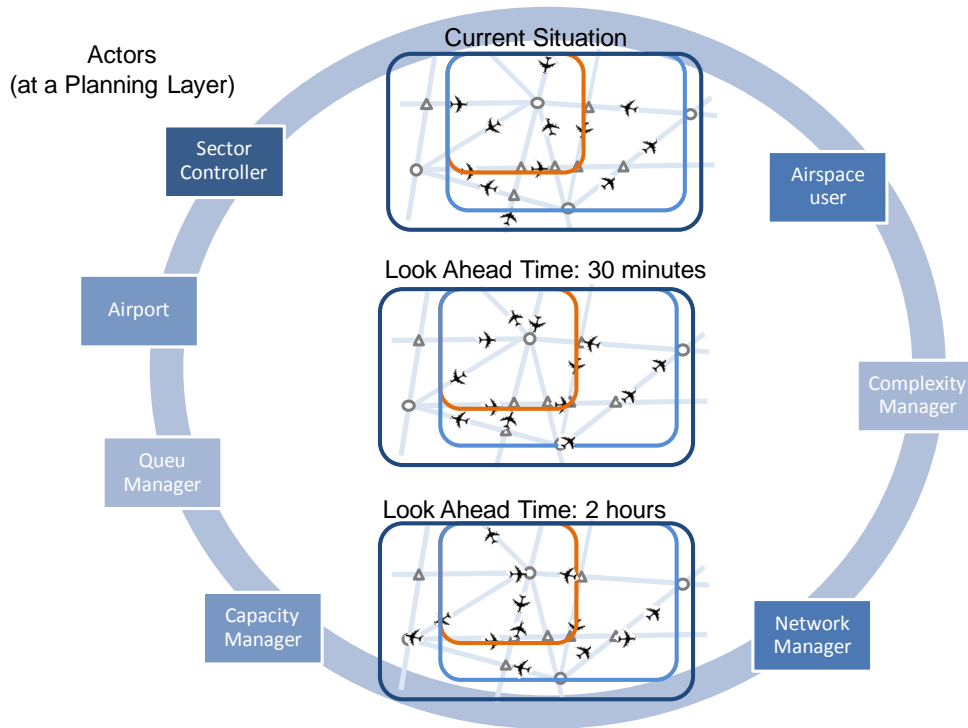 Current Situation
Actors
(at a Planning Layer)
Sector
Controller
Airspace
user
Look Ahead Time: 30 minutes
Airport
Complexity
Manager
Queu
Manager
Look Ahead Time: 2 hours
Capacity
Manager
Network
Manager